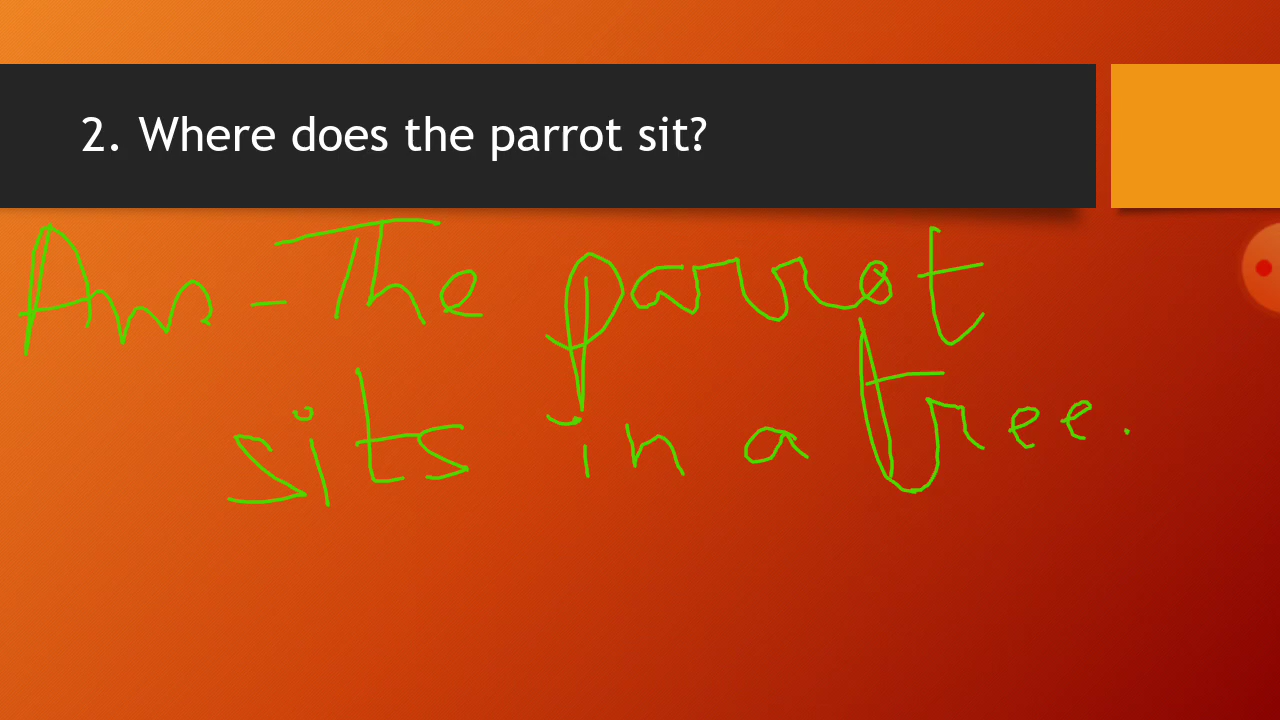 2. Where does the parrot sit?
Ans - The parrot
sits in a tree.